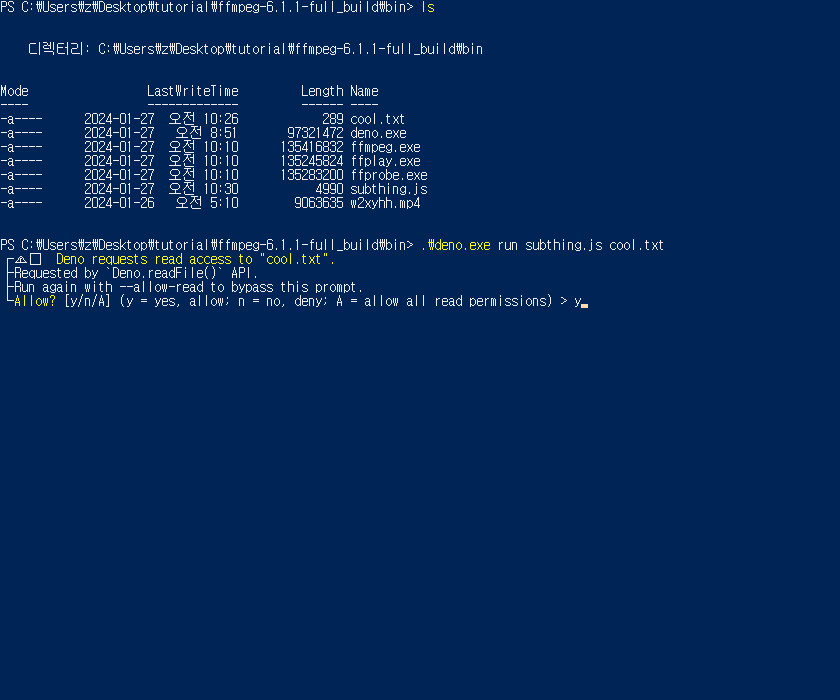 PS C:₩Users₩z₩Desktop₩tutorial₩ffmpeg-6.1.1-full_build₩bin> ls
디렉터리: C:₩Users₩z₩Desktop₩tutorial₩ffmpeg-6.1.1-full_build₩bin
Mode LastWriteTime Length Name
---- ------------- ------ ----
-a---- 2024-01-27 오전 10:26 289 cool.txt
-a---- 2024-01-27 오전 8:51 97321472 deno.exe
-a---- 2024-01-27 오전 10:10 135416832 ffmpeg.exe
-a---- 2024-01-27 오전 10:10 135245824 ffplay.exe
-a---- 2024-01-27 오전 10:10 135283200 ffprobe.exe
-a---- 2024-01-27 오전 10:30 4990 subthing.js
-a---- 2024-01-26 오전 5:10 9063635 w2xyhh.mp4
PS C:₩Users₩z₩Desktop₩tutorial₩ffmpeg-6.1.1-full_build₩bin> .₩deno.exe run subthing.js cool.txt
┌⚠□ Deno requests read access to "cool.txt".
├Requested by `Deno.readFile()` API.
├Run again with --allow-read to bypass this prompt.
└Allow? [y/n/A] (y = yes, allow; n = no, deny; A = allow all read permissions) > y